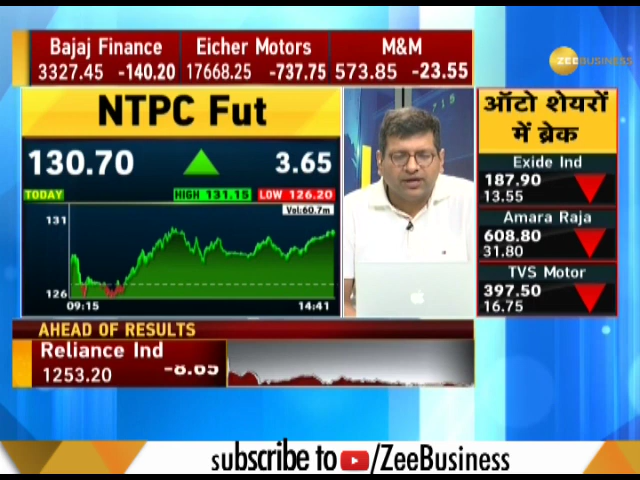 Bajaj Finance
3327.45 -140.20
Eicher Motors
17668.25 -737.75
M&M
573.85 -23.55
ZEEBUSINESS
NTPC Fut
130.70 3.65
TODAY HIGH 131.15 LOW 126.20
Vol:60.7m
131
126
09:15 14:41
ऑटो शेयरों
में ब्रेक
Exide Ind
187.90
13.55
Amara Raja
608.80
31.80
TVS Motor
397.50
16.75
AHEAD OF RESULTS
Reliance Ind
1253.20 -8.65
subscribe to /ZeeBusiness